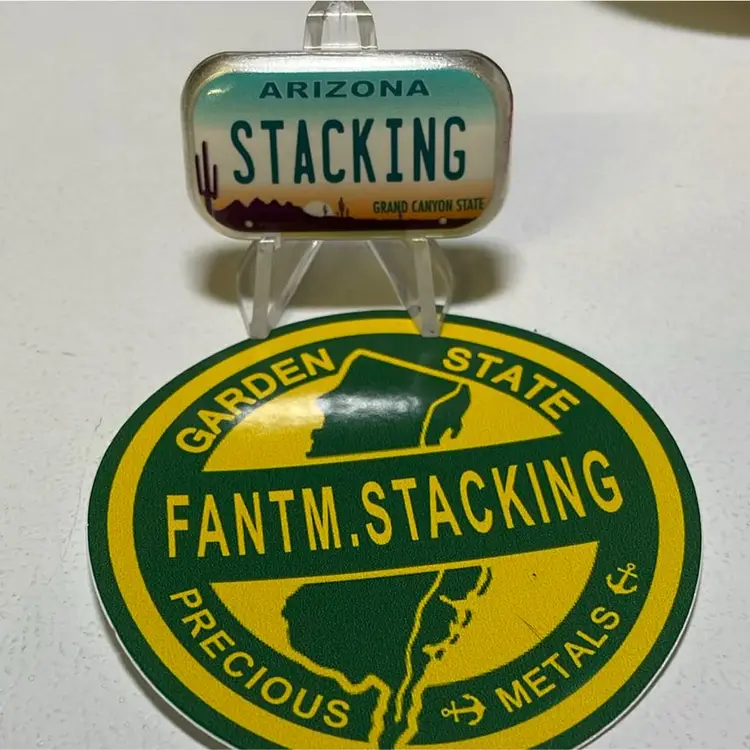 ARIZONA
STACKING
GRAND CANYON STATE
GARDEN STATE
FANTM.STACKING
PRECIOUS METALS